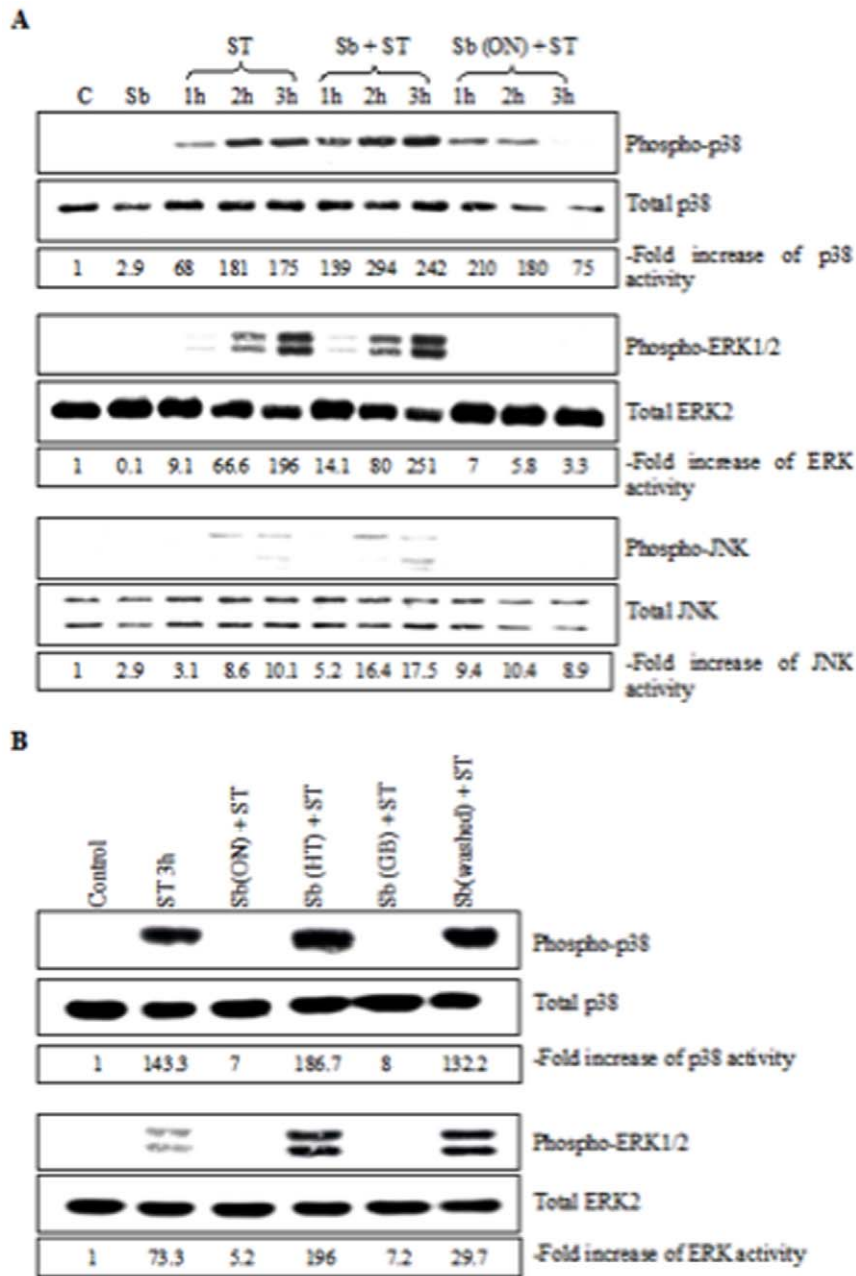 A
ST Sb + ST Sb (ON) + ST
C Sb 1h 2h 3h 1h 2h 3h 1h 2h 3h
Phospho-p38
Total p38
1 2.9 68 181 175 139 294 242 210 180 75 -Fold increase of p38
activity
Phospho-ERK1/2
Total ERK2
1 0.1 9.1 66.6 196 14.1 80 251 7 5.8 3.3 -Fold increase of ERK
activity
Phospho-JNK
Total JNK
1 2.9 3.1 8.6 10.1 5.2 16.4 17.5 9.4 10.4 8.9 -Fold increase of JNK
activity
B
Control
ST 3h
Sb(ON) + ST
Sb (HT) + ST
Sb (GB) + ST
Sb(washed) + ST
Phospho-p38
Total p38
1 143.3 7 186.7 8 132.2 -Fold increase of p38 activity
Phospho-ERK1/2
Total ERK2
1 73.3 5.2 196 7.2 29.7 -Fold increase of ERK activity